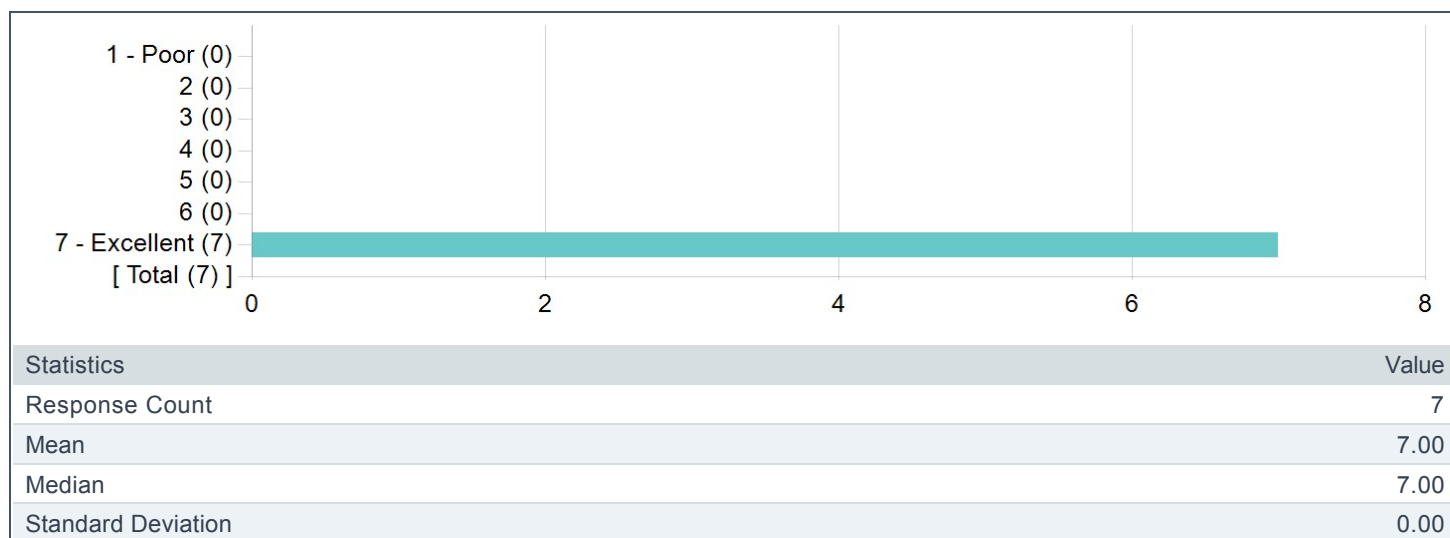 1 - Poor (0)
2 (0)
3 (0)
4 (0)
5 (0)
6 (0)
7 - Excellent (7)
[ Total (7) ]
0 2 4 6 8
Statistics Value
Response Count 7
Mean 7.00
Median 7.00
Standard Deviation 0.00